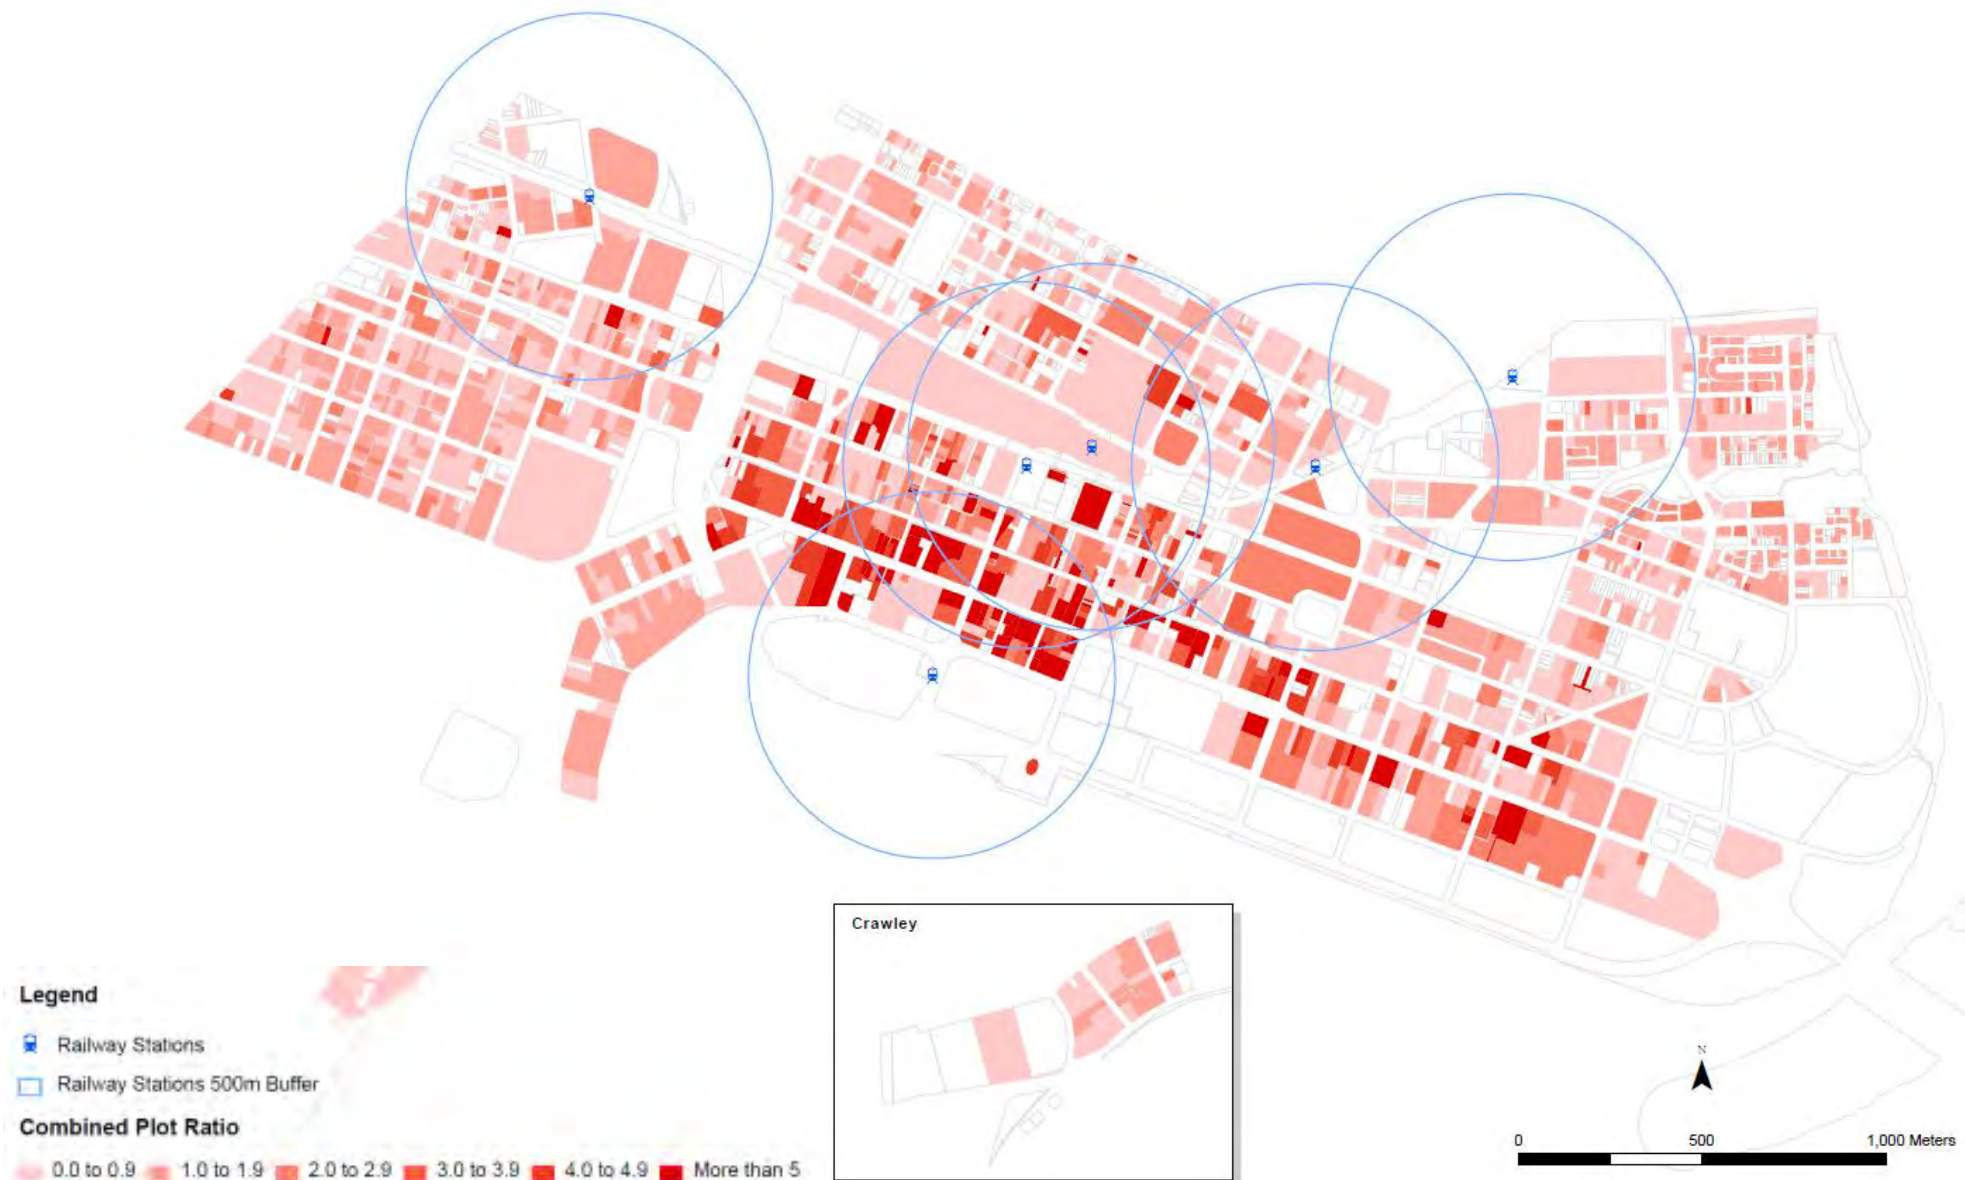 Crawley
Legend
Railway Stations
Railway Stations 500m Buffer
Combined Plot Ratio
0.0 to 0.9 1.0 to 1.9 2.0 to 2.9 3.0 to 3.9 4.0 to 4.9 More than 5
N
0 500 1,000 Meters